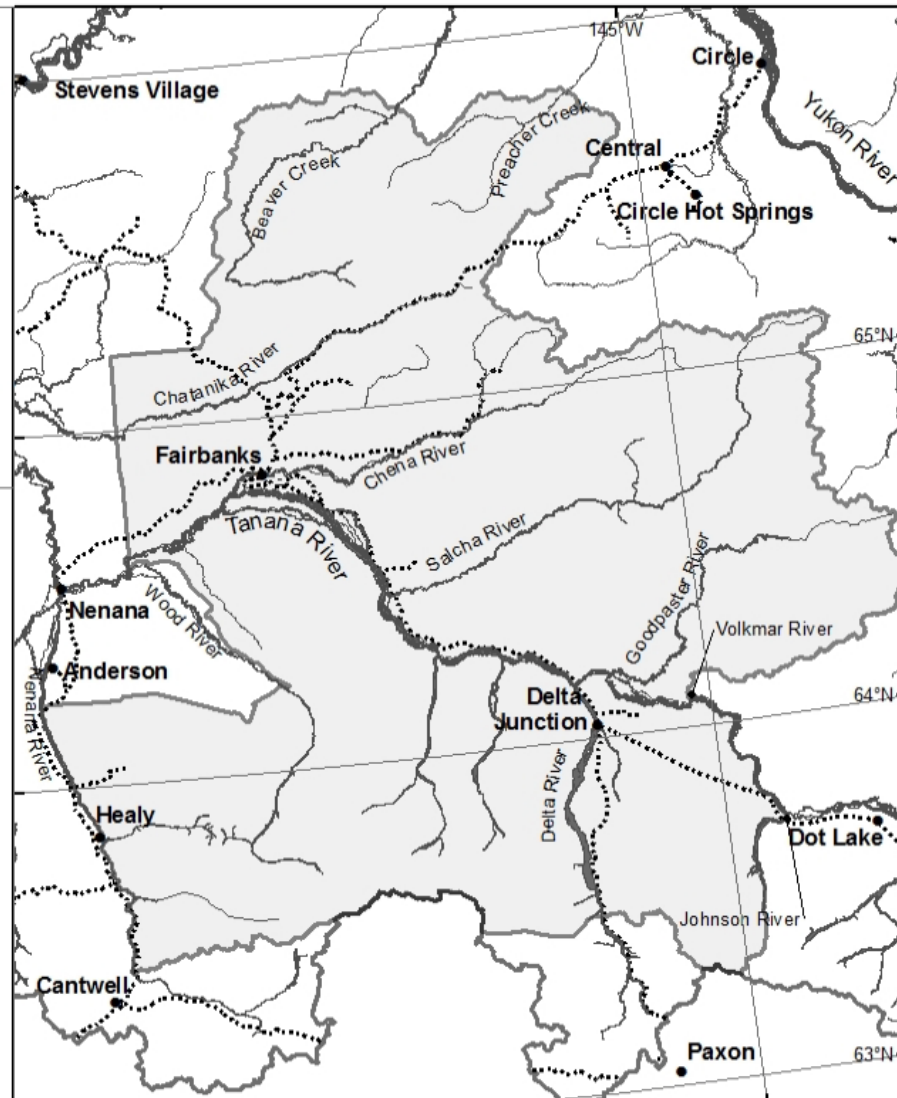 145°W
Circle
Stevens Village
Yukon River
Preacher Creek
Central
Beaver Creek
Circle Hot Springs
65°N
Chatanika River
Fairbanks
Chena River
Tanana River
Salcha River
Goodpaster River
Wood River
Nenana
Volkmar River
Anderson
Nenana River
Delta
Junction
64°N
Delta River
Healy
Dot Lake
Johnson River
Cantwell
Paxon
63°N